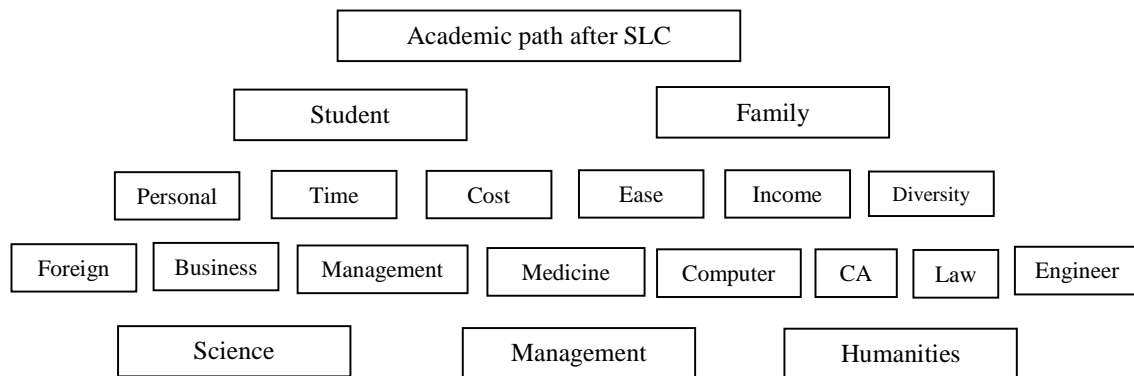 Academic path after SLC
Student Family
Personal Time Cost Ease Income Diversity
Foreign Business Management Medicine Computer CA Law Engineer
Science Management Humanities